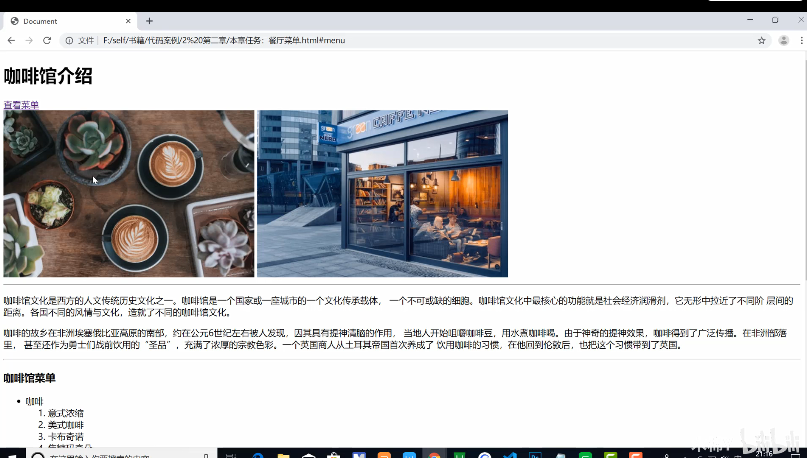 Document
文件 F:/self/书籍/代码案例/2%20第二章/本章任务：餐厅菜单.html#menu
咖啡馆介绍
查看菜单
咖啡馆文化是西方的人文传统历史文化之一。咖啡馆是一个国家或一座城市的一个文化传承载体， 一个不可或缺的细胞。咖啡馆文化中最核心的功能就是社会经济润滑剂，它无形中拉近了不同阶 层间的
距离。各国不同的风情与文化，造就了不同的咖啡馆文化。
咖啡的故乡在非洲埃塞俄比亚高原的南部，约在公元6世纪左右被人发现，因其具有提神清脑的作用， 当地人开始咀嚼咖啡豆，用水煮咖啡喝。由于神奇的提神效果，咖啡得到了广泛传播。在非洲部落
里， 甚至还作为勇士们战前饮用的“圣品”，充满了浓厚的宗教色彩。一个英国商人从土耳其帝国首次养成了 饮用咖啡的习惯，在他回到伦敦后，也把这个习惯带到了英国。
咖啡馆菜单
咖啡
1. 意式浓缩
2. 美式咖啡
3. 卡布奇诺
4. 焦糖玛奇朵
bilibili
21:16